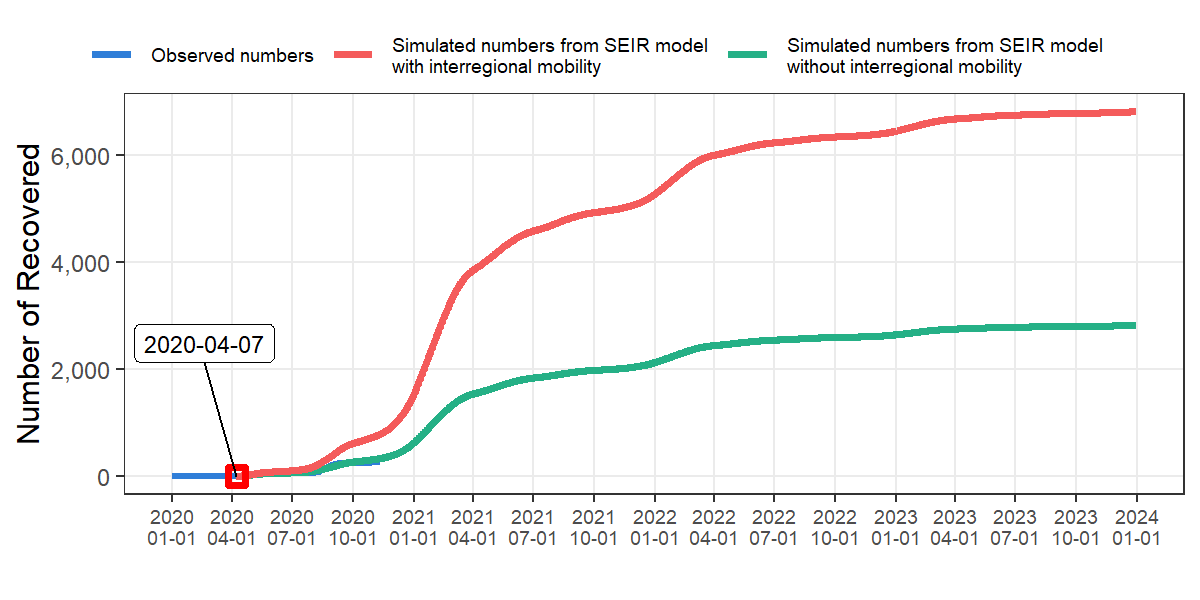 Observed numbers
Simulated numbers from SEIR model
with interregional mobility
Simulated numbers from SEIR model
without interregional mobility
Number of Recovered
6,000
4,000
2,000
0
2020-04-07
2020 2020 2020 2020 2021 2021 2021 2021 2022 2022 2022 2022 2023 2023 2023 2023 2024
01-01 04-01 07-01 10-01 01-01 04-01 07-01 10-01 01-01 04-01 07-01 10-01 01-01 04-01 07-01 10-01 01-01